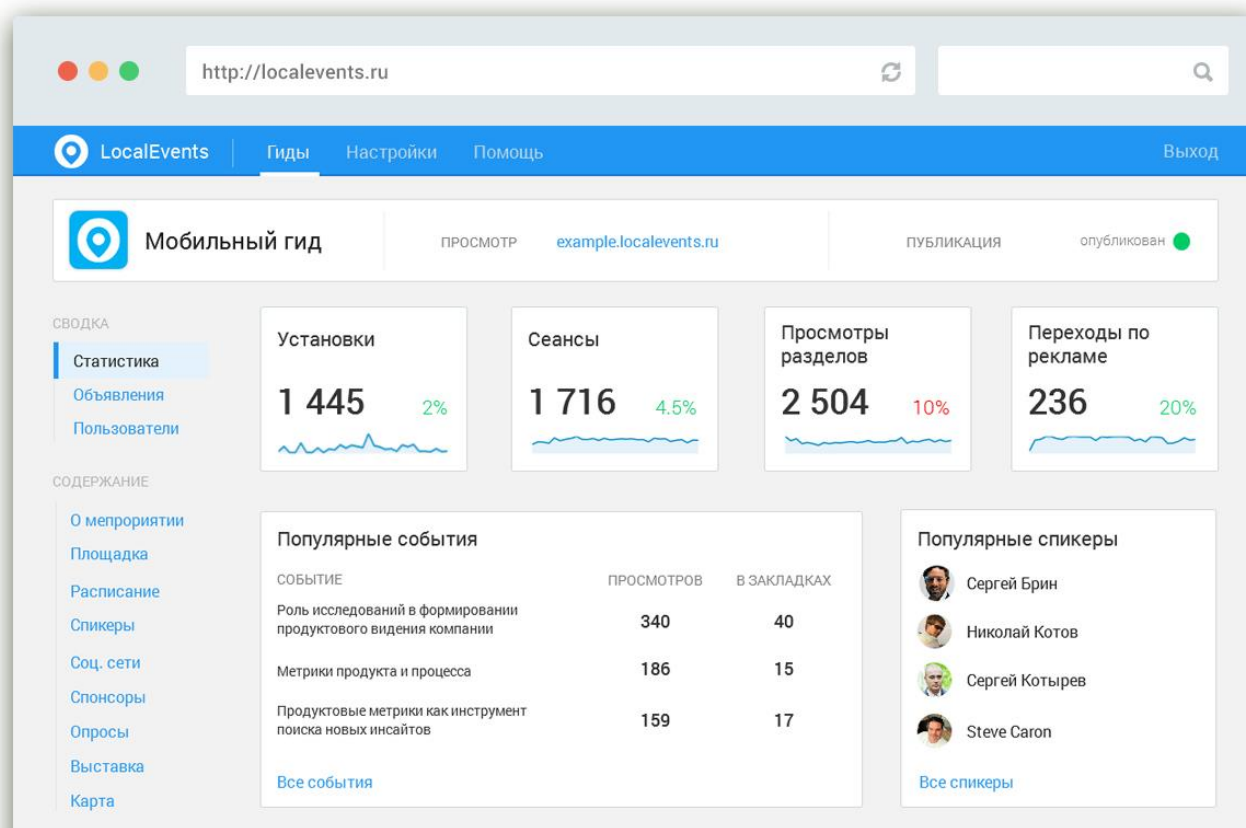 http://localevents.ru
LocalEvents
Гиды
Настройки
Помощь
Выход
Мобильный гид
ПРОСМОТР
example.localevents.ru
ПУБЛИКАЦИЯ
опубликован
СВОДКА
Статистика
Объявления
Пользователи
СОДЕРЖАНИЕ
О мепрориятии
Площадка
Расписание
Спикеры
Соц. сети
Спонсоры
Опросы
Выставка
Карта
Установки
1 445 2%
Сеансы
1 716 4.5%
Просмотры
разделов
2 504 10%
Переходы по
рекламе
236 20%
Популярные события
СОБЫТИЕ ПРОСМОТРОВ В ЗАКЛАДКАХ
Роль исследований в формировании
продуктового видения компании
340 40
Метрики продукта и процесса 186 15
Продуктовые метрики как инструмент
поиска новых инсайтов
159 17
Все события
Популярные спикеры
Сергей Брин
Николай Котов
Сергей Котырев
Steve Caron
Все спикеры